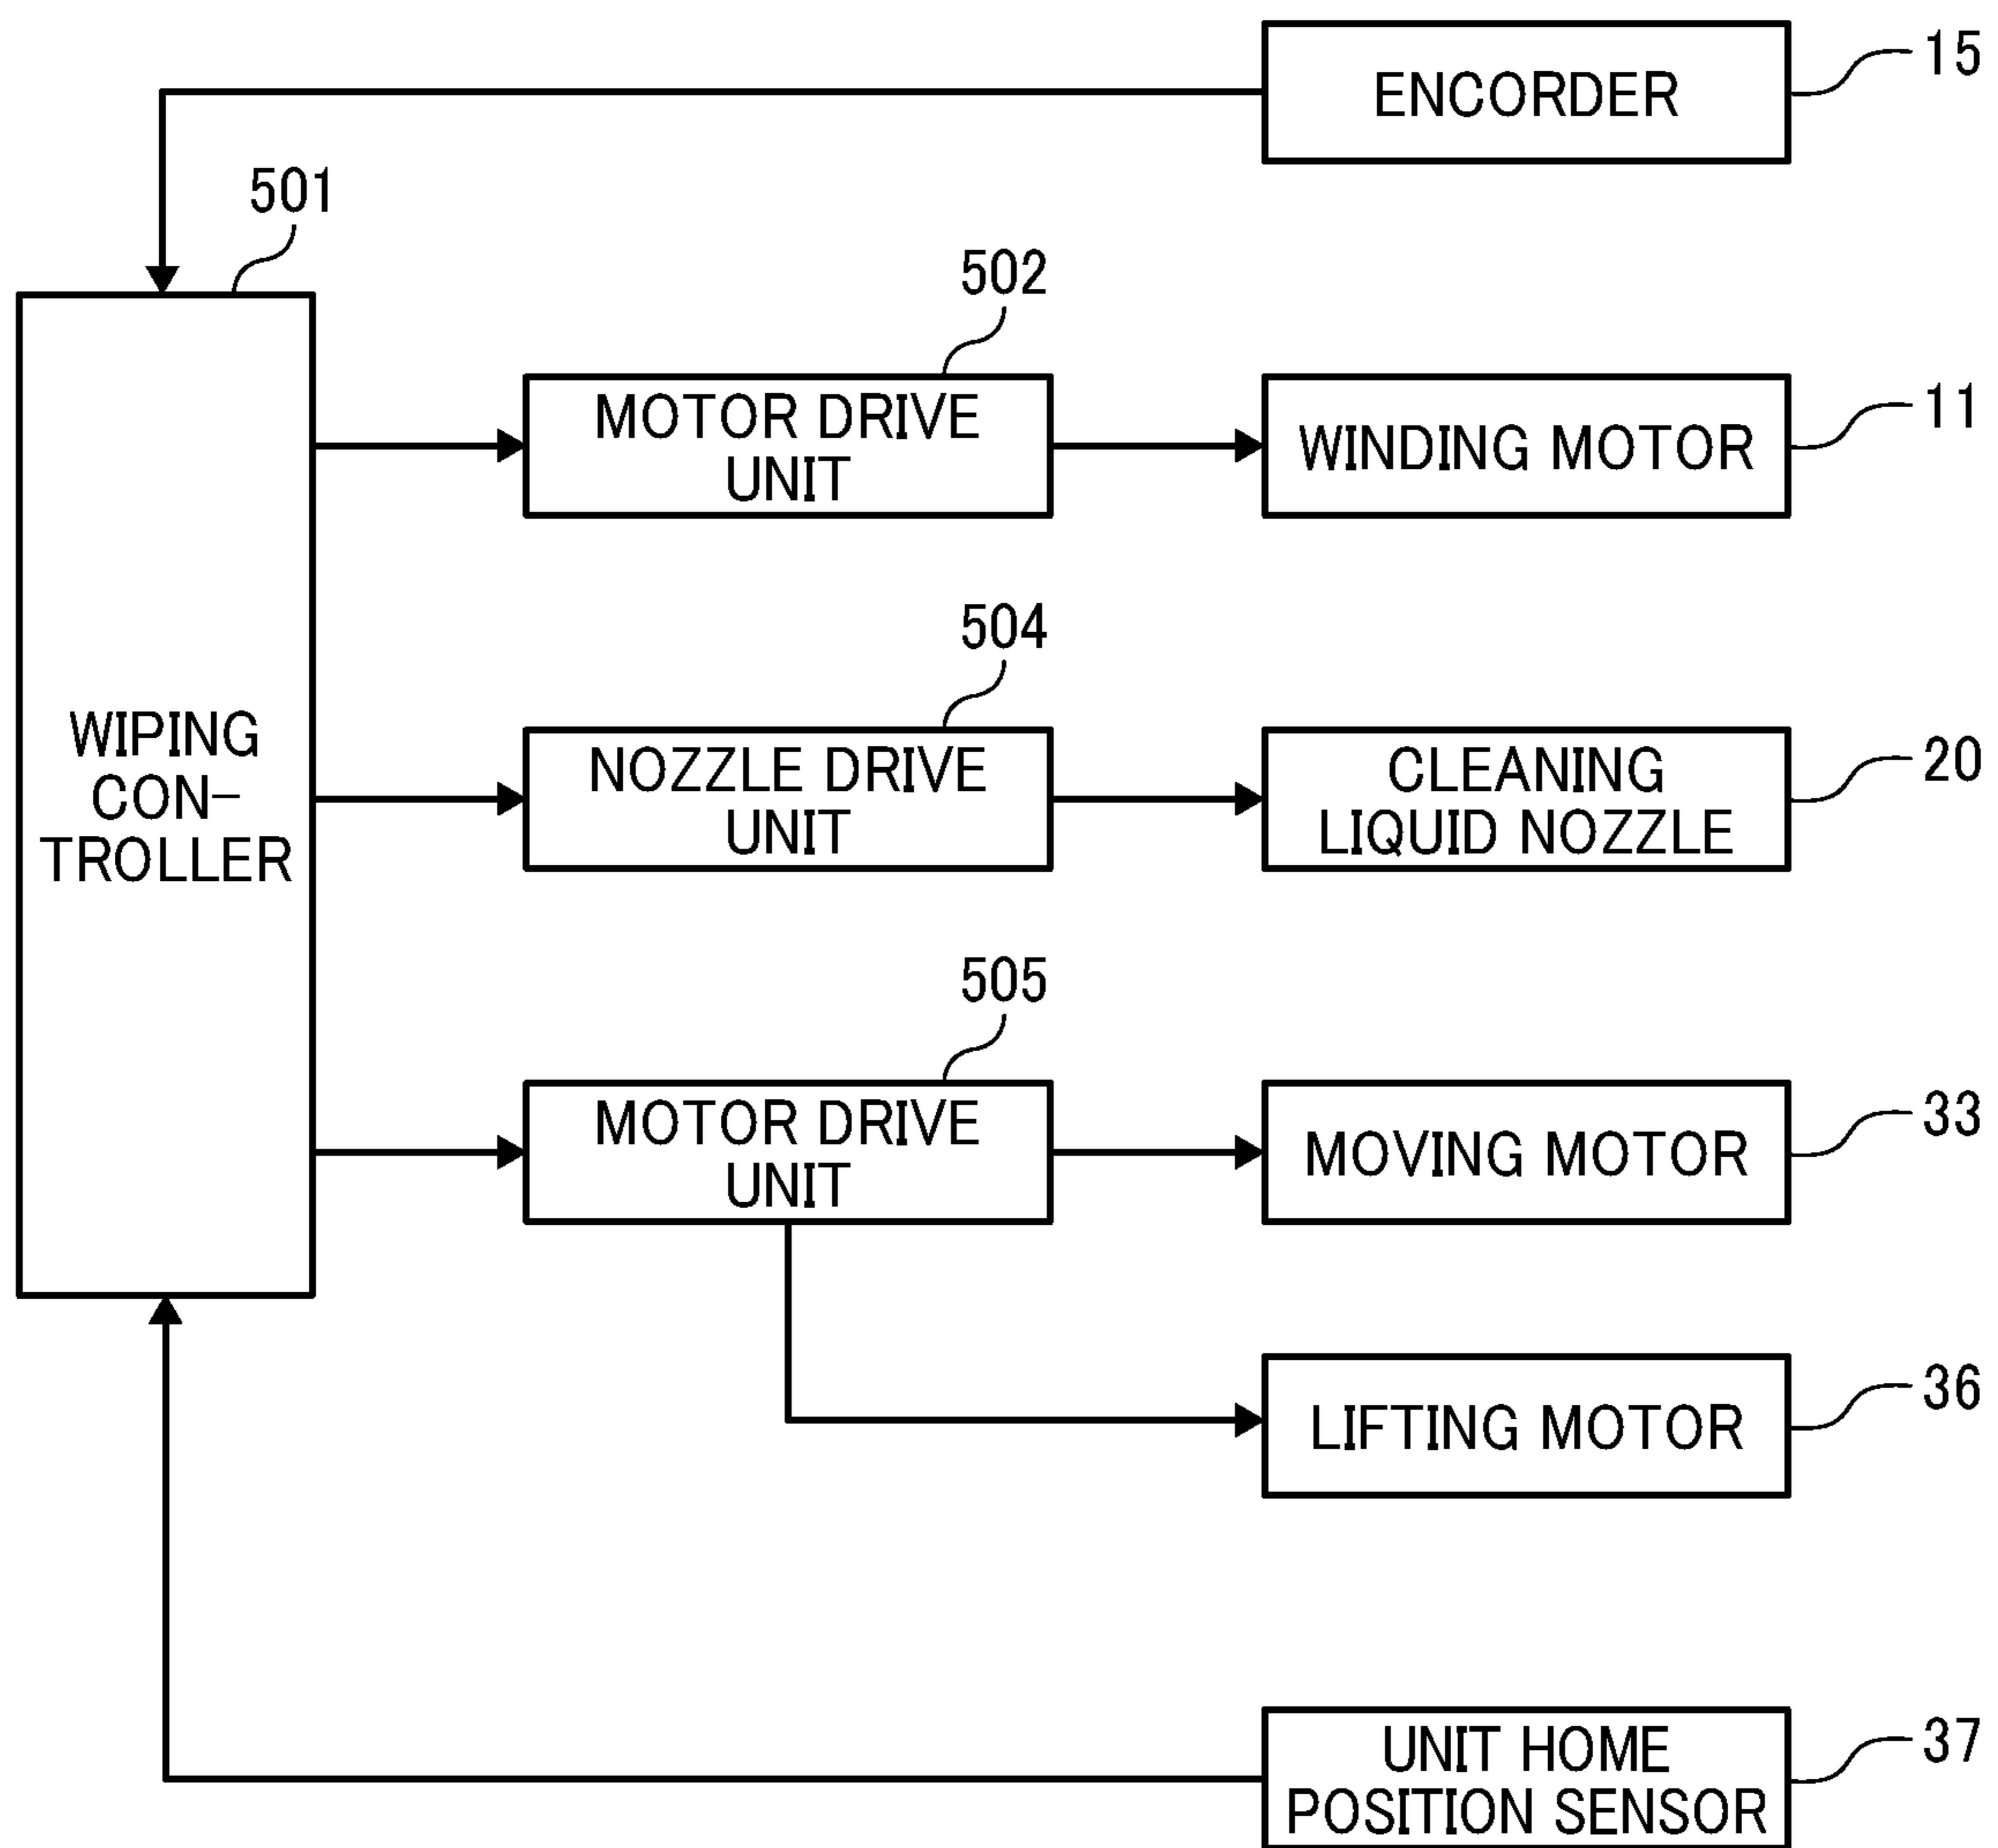 ENCORDER
15
501
502
MOTOR DRIVE
UNIT
WINDING MOTOR
11
504
WIPING
CON-
TROLLER
NOZZLE DRIVE
UNIT
CLEANING
LIQUID NOZZLE
20
505
MOTOR DRIVE
UNIT
MOVING MOTOR
33
LIFTING MOTOR
36
UNIT HOME
POSITION SENSOR
37